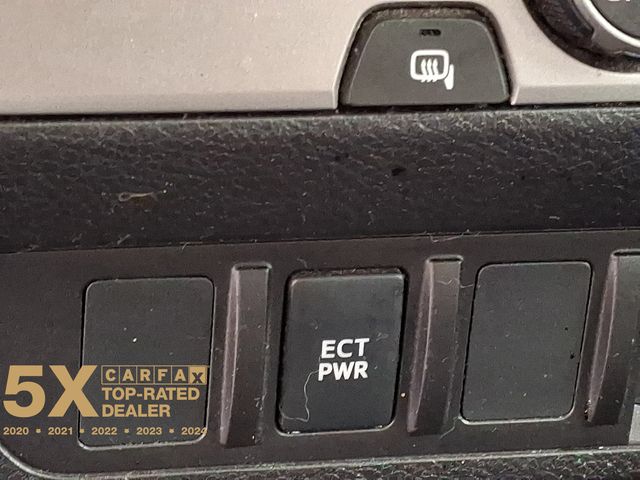 ECT
PWR
5X
CARFAX
TOP-RATED
DEALER
2020 • 2021 • 2022 • 2023 • 2024